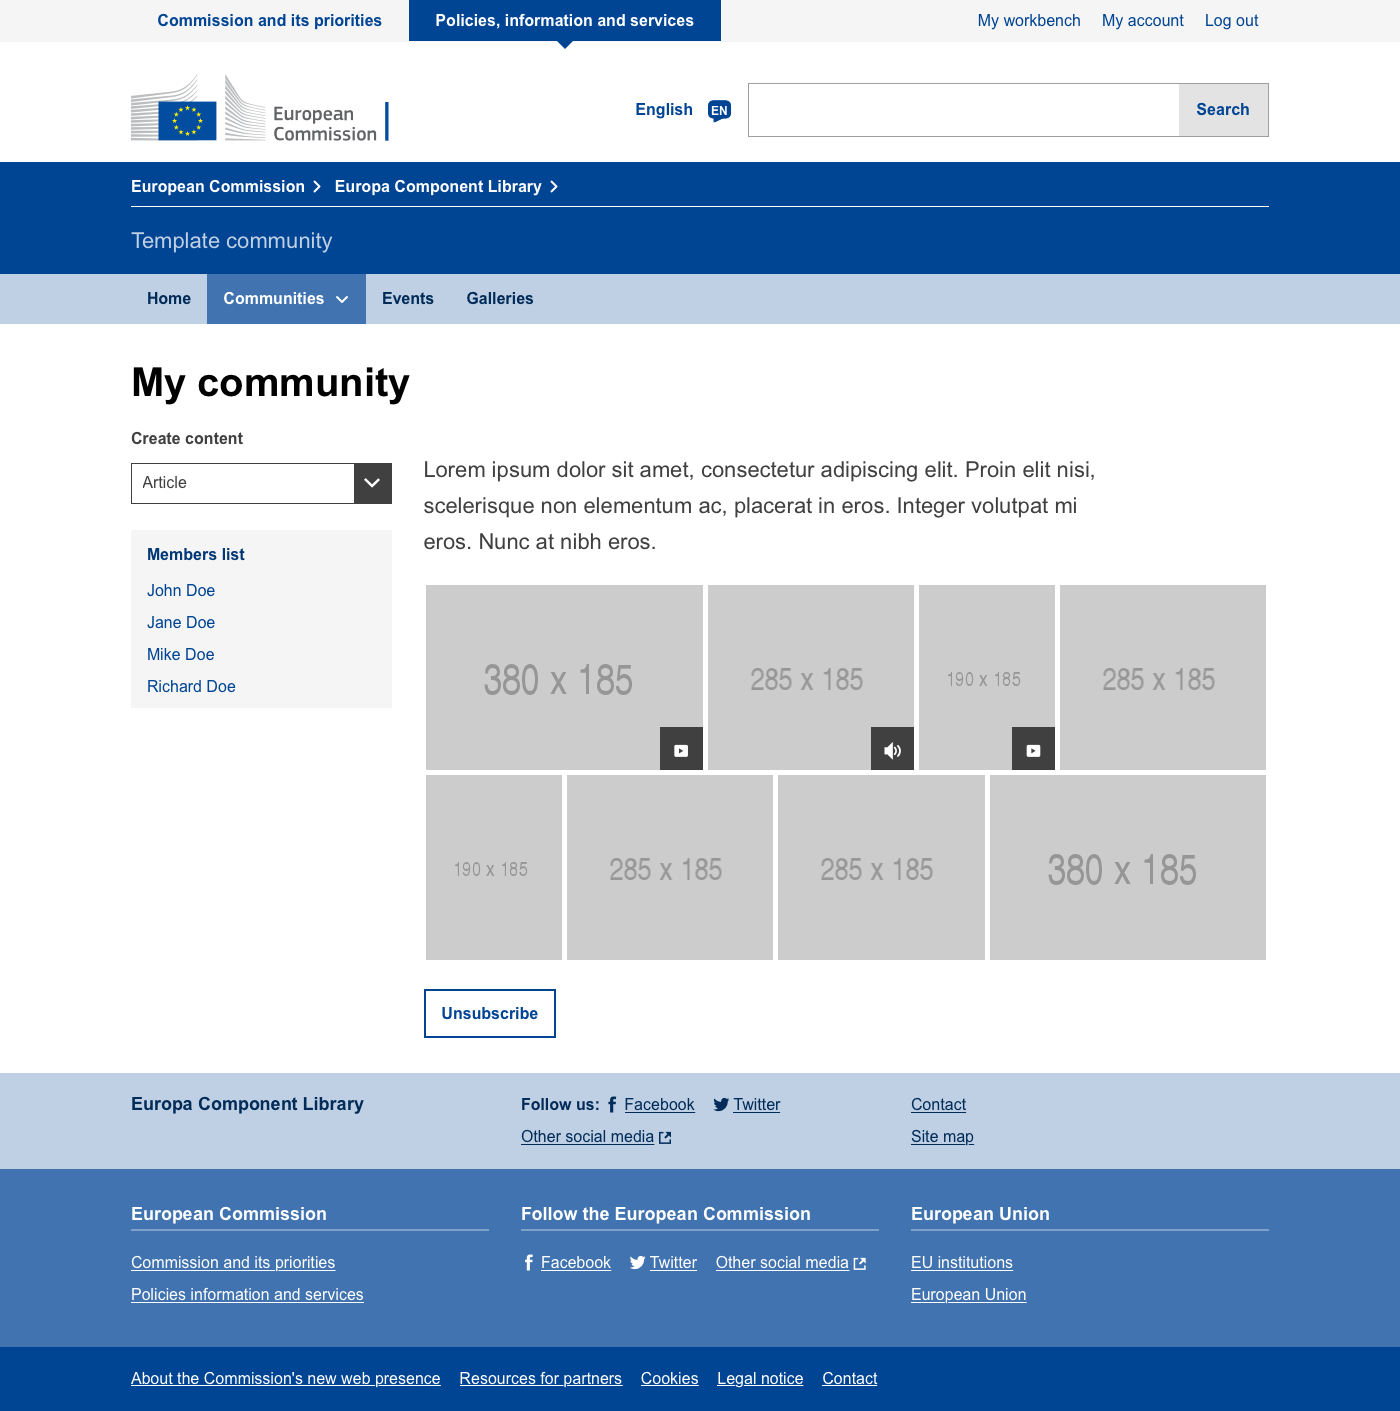 Commission and its priorities
Policies, information and services
My workbench
My account
Log out
European
Commission
English
EN
Search
European Commission
Europa Component Library
Template community
Home
Communities
Events
Galleries
My community
Create content
Article
Members list
John Doe
Jane Doe
Mike Doe
Richard Doe
Lorem ipsum dolor sit amet, consectetur adipiscing elit. Proin elit nisi,
scelerisque non elementum ac, placerat in eros. Integer volutpat mi
eros. Nunc at nibh eros.
380 x 185
285 x 185
190 x 185
285 x 185
190 x 185
285 x 185
285 x 185
380 x 185
Unsubscribe
Europa Component Library
Follow us:
Facebook
Twitter
Other social media
Contact
Site map
European Commission
Commission and its priorities
Policies information and services
Follow the European Commission
Facebook
Twitter
Other social media
European Union
EU institutions
European Union
About the Commission's new web presence
Resources for partners
Cookies
Legal notice
Contact